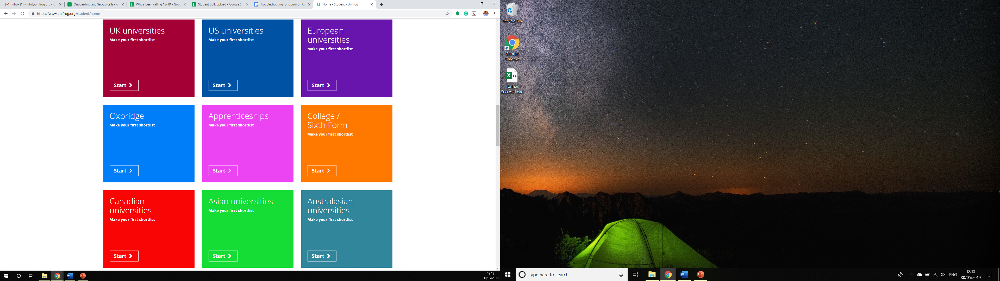 Inbox (1) - info@unifrog.org - Un
Onboarding and Set-up calls - G
Who's been calling 18-19 - Goog
Student bulk upload - Google Sh
Troubleshooting for Common Qu
Home - Student - Unifrog
https://www.unifrog.org/student/home
UK universities
Make your first shortlist
Start
US universities
Make your first shortlist
Start
European
universities
Make your first shortlist
Start
Oxbridge
Make your first shortlist
Start
Apprenticeships
Make your first shortlist
Start
College /
Sixth Form
Make your first shortlist
Start
Canadian
universities
Make your first shortlist
Start
Asian universities
Make your first shortlist
Start
Australasian
universities
Make your first shortlist
Start
12:13
30/05/2019
Recycle Bin
Google
Chrome
Partner
Success Lead
Type here to search
ENG
12:13
30/05/2019